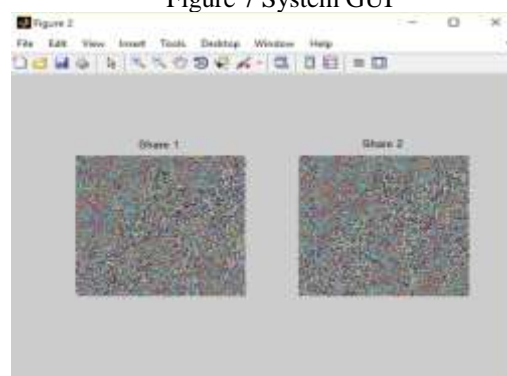 Figure 7 System GUI
Figure 2
File Edit View Insert Tools Desktop Window Help
Share 1 Share 2